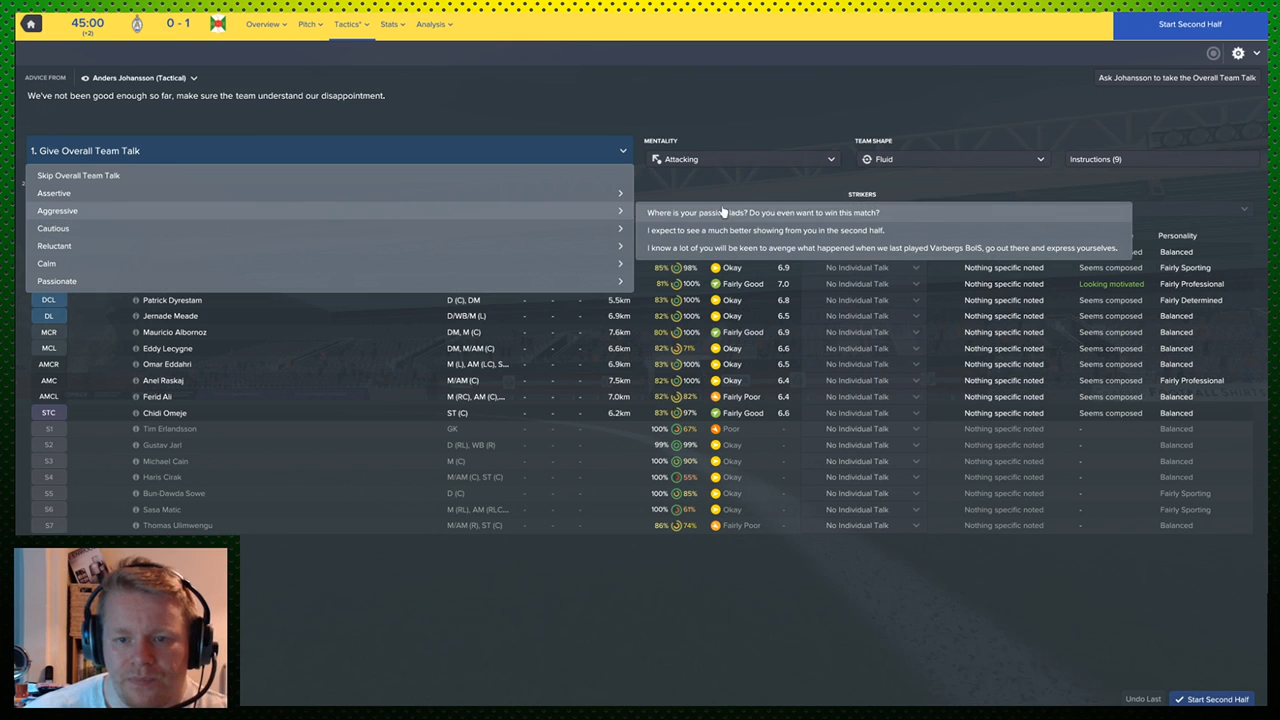 45:00
(+2)
0 - 1
Overview
Pitch
Tactics*
Stats
Analysis
Start Second Half
ADVICE FROM
Anders Johansson (Tactical)
Ask Johansson to take the Overall Team Talk
We've not been good enough so far, make sure the team understand our disappointment.
1. Give Overall Team Talk
MENTALITY
TEAM SHAPE
Attacking
Fluid
Instructions (9)
Skip Overall Team Talk
Assertive
Aggressive
Cautious
Reluctant
Calm
Passionate
STRIKERS
Where is your passion lads? Do you even want to win this match?
I expect to see a much better showing from you in the second half.
I know a lot of you will be keen to avenge what happened when we last played Varbergs BoIS, go out there and express yourselves.
Personality
Balanced
85% 98% Okay 6.9 No Individual Talk Nothing specific noted Seems composed Fairly Sporting
81% 100% Fairly Good 7.0 No Individual Talk Nothing specific noted Looking motivated Fairly Professional
DCL Patrick Dyrestam D (C), DM - - - 5.5km 83% 100% Okay 6.8 No Individual Talk Nothing specific noted Seems composed Fairly Determined
DL Jernade Meade D/WB/M (L) - - - 6.9km 82% 100% Okay 6.5 No Individual Talk Nothing specific noted Seems composed Balanced
MCR Mauricio Albornoz DM, M (C) - - - 7.6km 80% 100% Fairly Good 6.9 No Individual Talk Nothing specific noted Seems composed Balanced
MCL Eddy Lecygne DM, M/AM (C) - - - 6.6km 82% 71% Okay 6.6 No Individual Talk Nothing specific noted Seems composed Balanced
AMCR Omar Eddahri M (L), AM (LC), S... - - - 6.9km 83% 100% Okay 6.5 No Individual Talk Nothing specific noted Seems composed Balanced
AMC Anel Raskaj M/AM (C) - - - 7.5km 82% 100% Okay 6.4 No Individual Talk Nothing specific noted Seems composed Fairly Professional
AMCL Ferid Ali M (RC), AM (C),... - - - 7.0km 82% 82% Fairly Poor 6.4 No Individual Talk Nothing specific noted Seems composed Balanced
STC Chidi Omeje ST (C) - - - 6.2km 83% 97% Fairly Good 6.6 No Individual Talk Nothing specific noted Seems composed Balanced
S1 Tim Erlandsson GK - - - 100% 67% Poor - No Individual Talk Nothing specific noted - Balanced
S2 Gustav Jarl D (RL), WB (R) - - - 99% 99% Okay - No Individual Talk Nothing specific noted - Balanced
S3 Michael Cain M (C) - - - 100% 90% Okay - No Individual Talk Nothing specific noted - Balanced
S4 Haris Cirak M/AM (C), ST (C) - - - 100% 55% Okay - No Individual Talk Nothing specific noted - Balanced
S5 Bun-Dawda Sowe D (C) - - - 100% 85% Okay - No Individual Talk Nothing specific noted - Fairly Sporting
S6 Sasa Matic M (RL), AM (RLC... - - - 100% 61% Okay - No Individual Talk Nothing specific noted - Fairly Sporting
S7 Thomas Ulimwengu M/AM (R), ST (C) - - - 86% 74% Fairly Poor - No Individual Talk Nothing specific noted - Balanced
Undo Last
Start Second Half